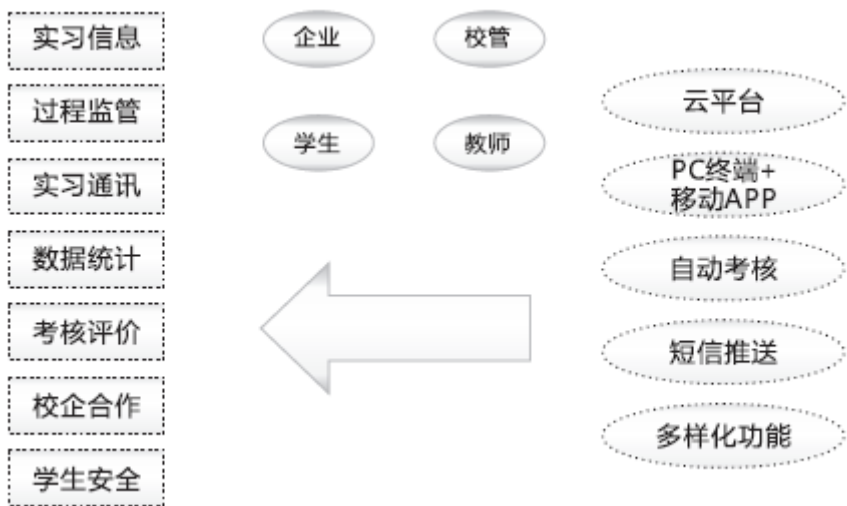 实习信息
过程监管
实习通讯
数据统计
考核评价
校企合作
学生安全
企业
校管
学生
教师
云平台
PC终端+
移动APP
自动考核
短信推送
多样化功能